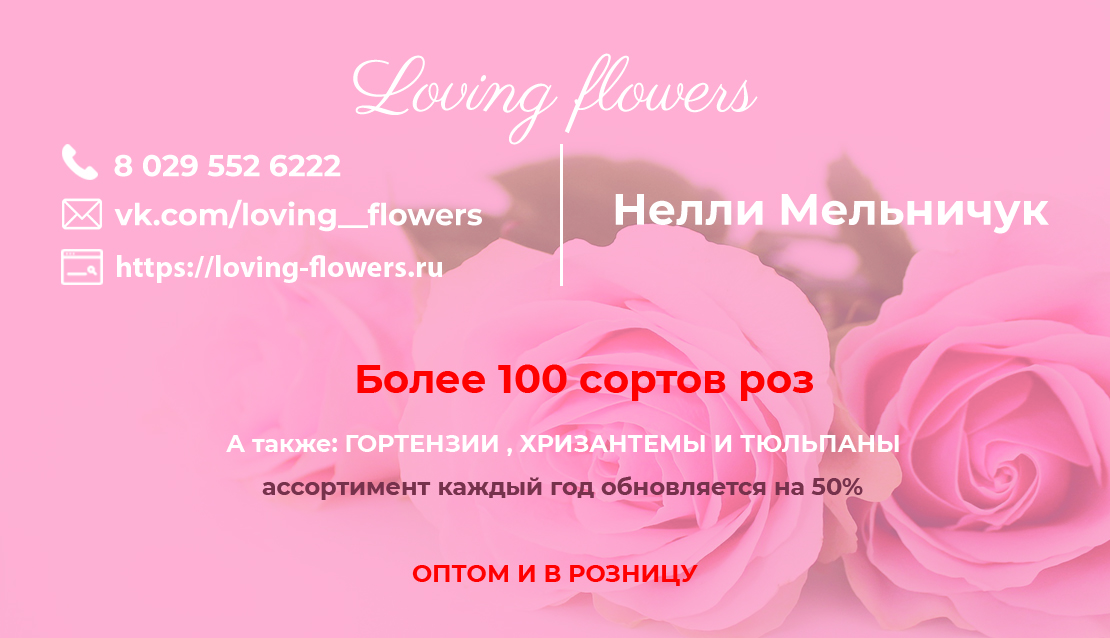 Loving flowers
8 029 552 6222
vk.com/loving__flowers
https://loving-flowers.ru
Нелли Мельничук
Более 100 сортов роз
А также: ГОРТЕНЗИИ , ХРИЗАНТЕМЫ И ТЮЛЬПАНЫ
ассортимент каждый год обновляется на 50%
ОПТОМ И В РОЗНИЦУ